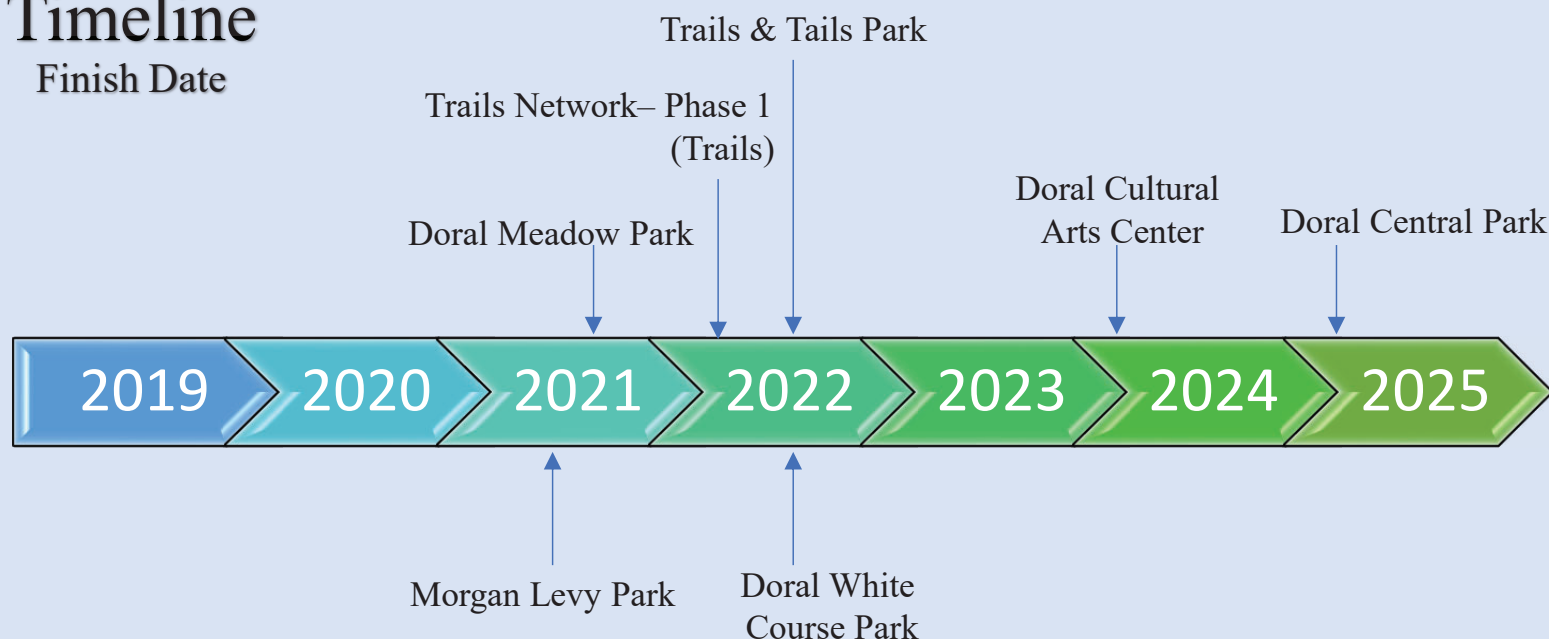 Timeline
Finish Date
Trails & Tails Park
Trails Network– Phase 1
(Trails)
Doral Meadow Park
Doral Cultural
Arts Center
Doral Central Park
2019
2020
2021
2022
2023
2024
2025
Morgan Levy Park
Doral White
Course Park